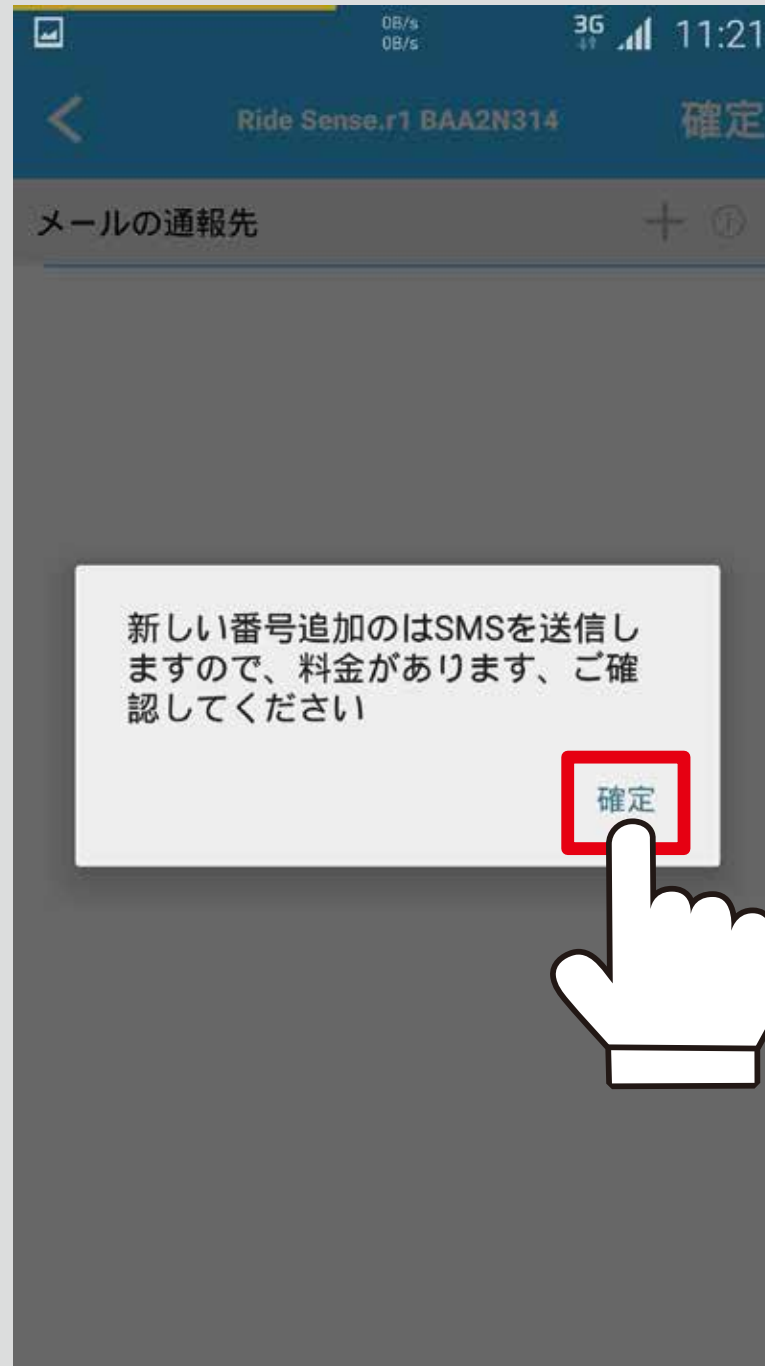 0B/s
0B/s
3G 11:21
Ride Sense.r1 BAA2N314 確定
メールの通報先
新しい番号追加のはSMSを送信し
ますので、料金があります、ご確
認してください
確定